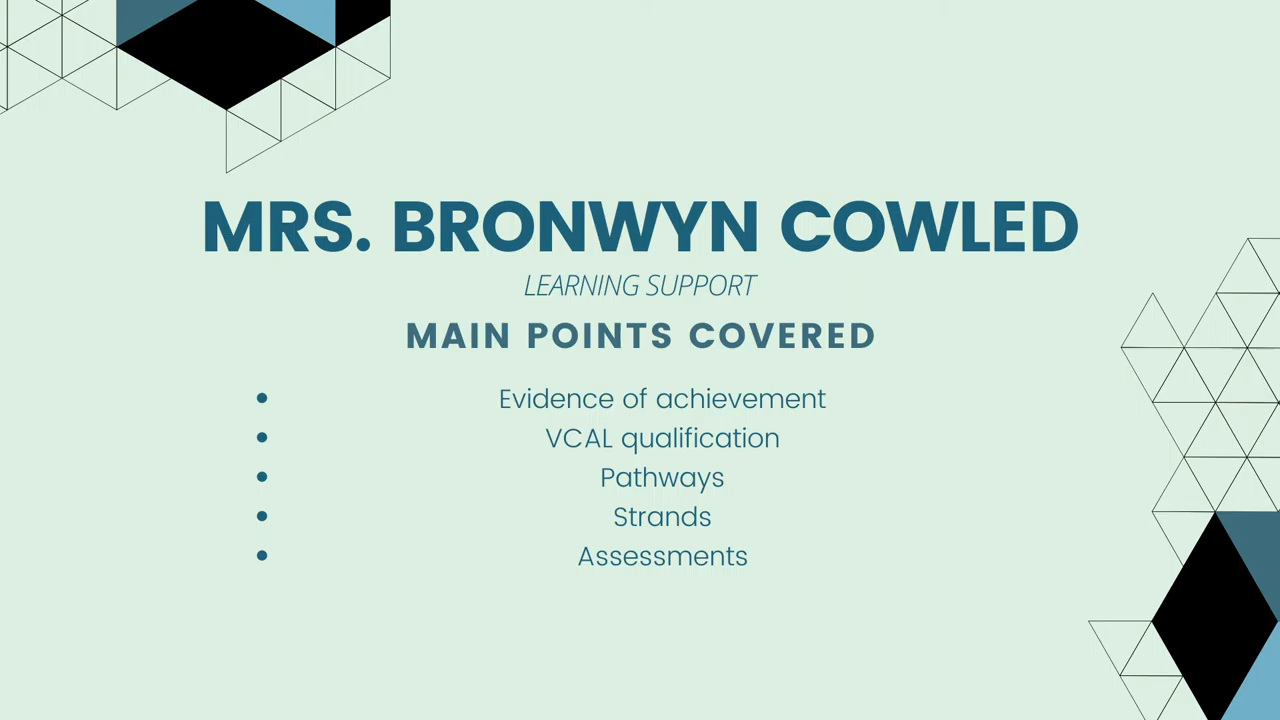 MRS. BRONWYN COWLED
LEARNING SUPPORT
MAIN POINTS COVERED
• Evidence of achievement
• VCAL qualification
• Pathways
• Strands
• Assessments